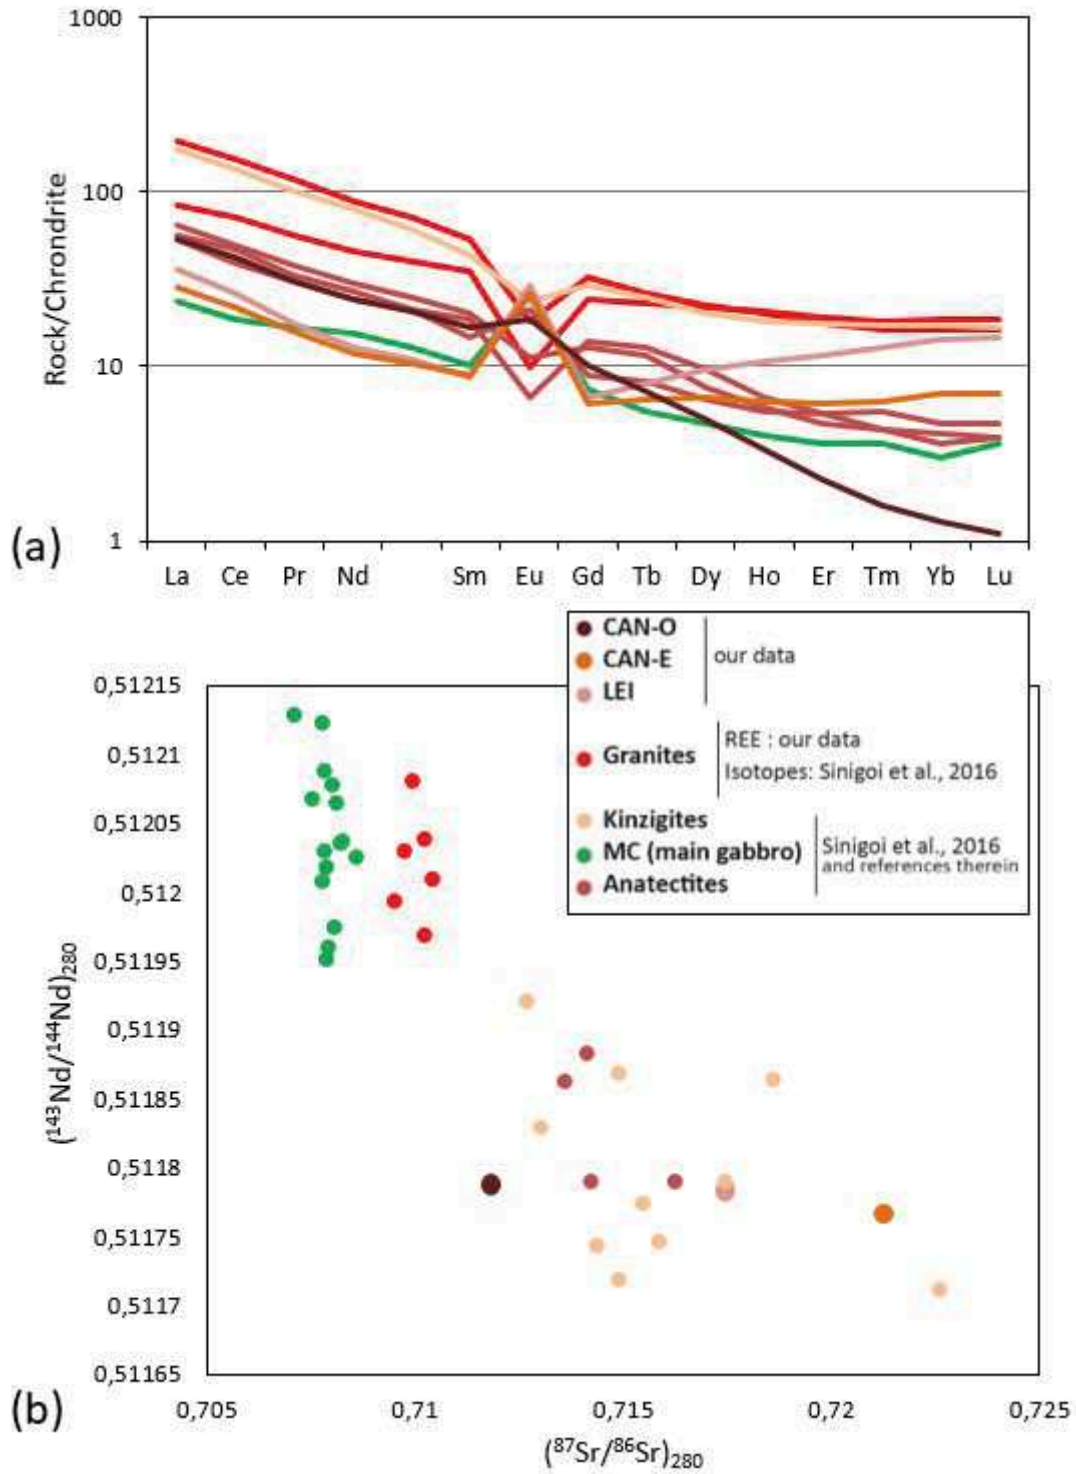 1000
100
10
1
Rock/Chrondrite
(a)
La Ce Pr Nd Sm Eu Gd Tb Dy Ho Er Tm Yb Lu
CAN-O
CAN-E
LEI
our data
Granites
REE : our data
Isotopes: Sinigoi et al., 2016
Kinzigites
MC (main gabbro)
Anatectites
Sinigoi et al., 2016
and references therein
0,51215
0,5121
0,51205
0,512
0,51195
0,5119
0,51185
0,5118
0,51175
0,5117
0,51165
(¹⁴³Nd/¹⁴⁴Nd)₂₈₀
(b)
0,705 0,71 0,715 0,72 0,725
(⁸⁷Sr/⁸⁶Sr)₂₈₀